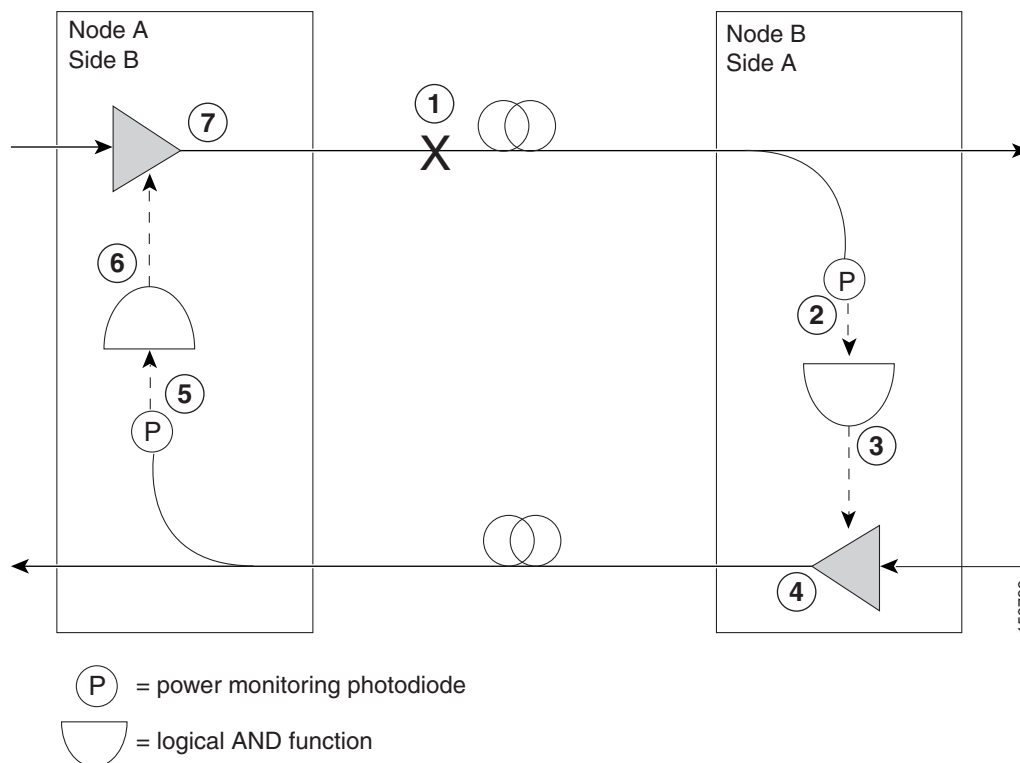 Node A
Side B
Node B
Side A
1
7
X
6
P
2
5
P
3
4
P = power monitoring photodiode
= logical AND function